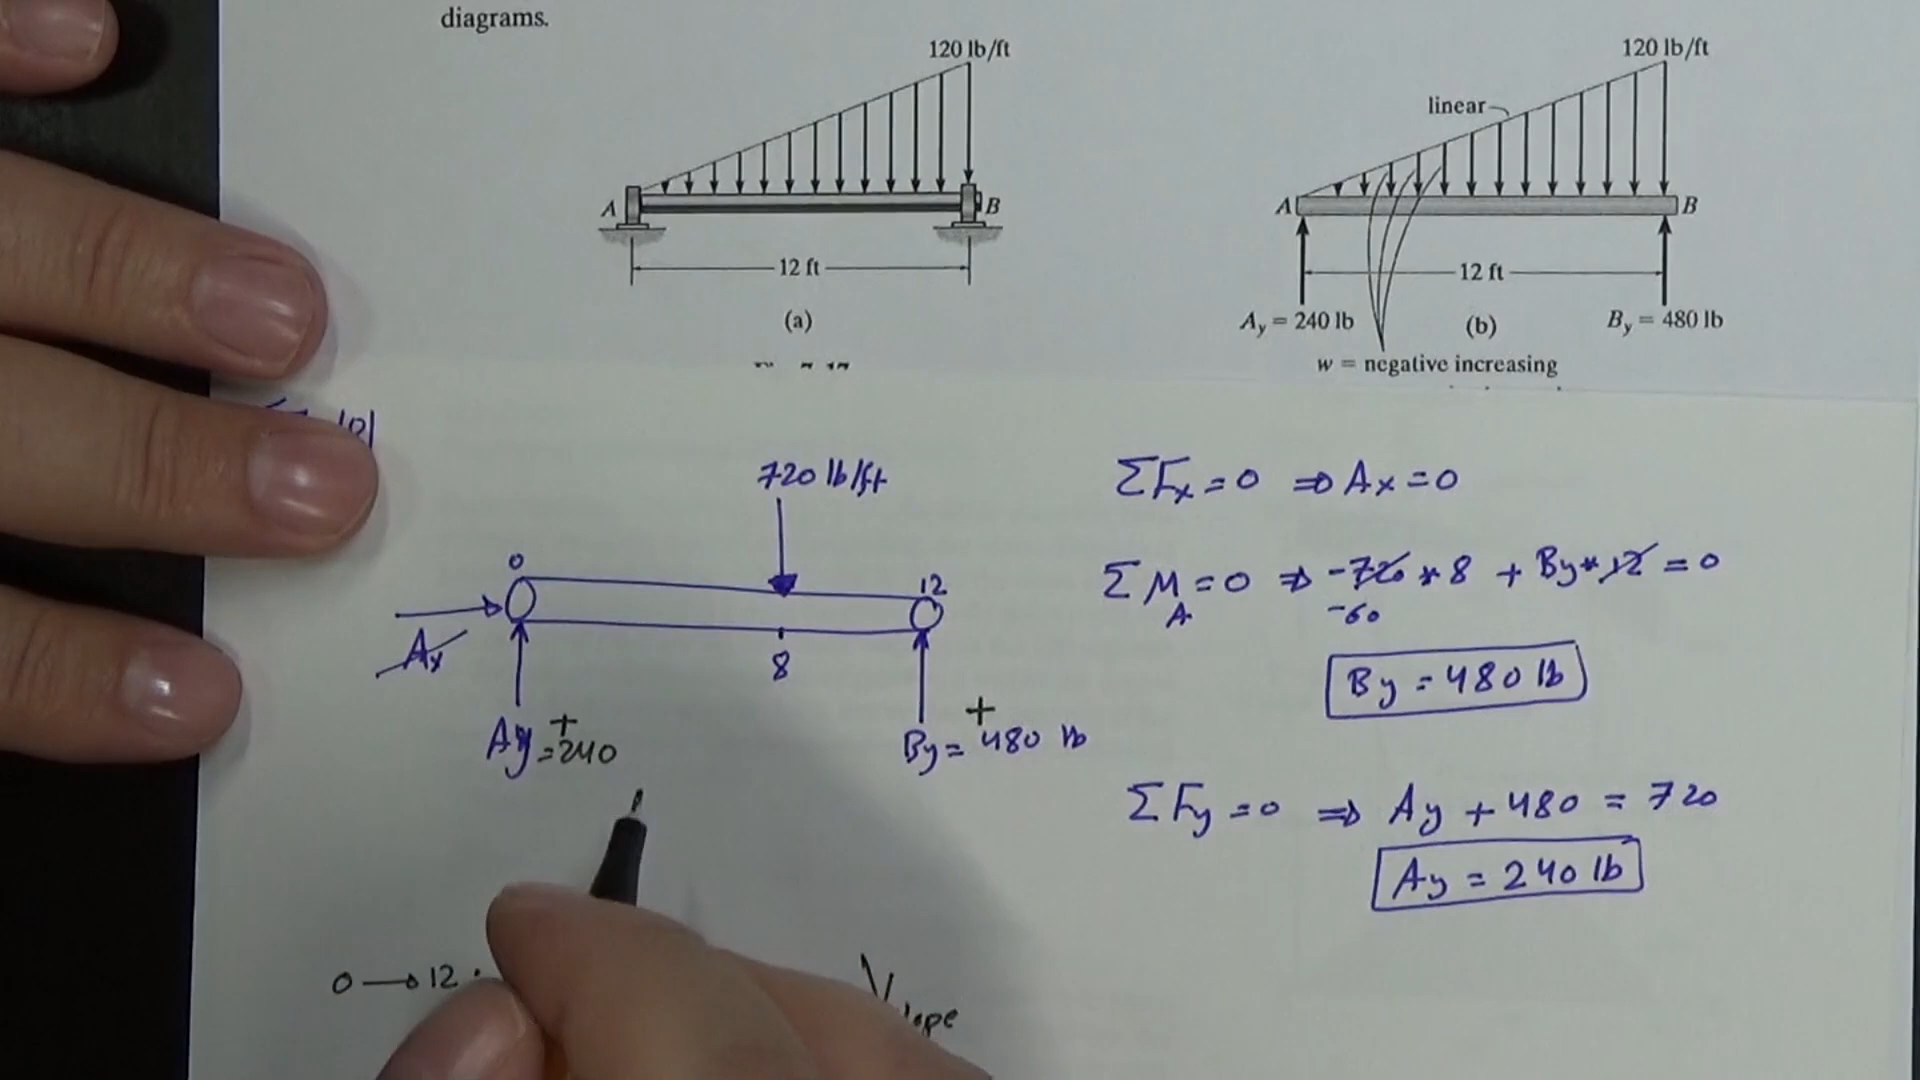 diagrams.
120 lb/ft
A
B
12 ft
(a)
120 lb/ft
linear
A
B
12 ft
Ay = 240 lb
(b)
By = 480 lb
w = negative increasing
720 lb/ft
0
12
Ax
8
Ay = +240
By = +480 lb
ΣFx = 0 ⇒ Ax = 0
ΣM = 0 ⇒ -720 * 8 + By * 12 = 0
A
-60
By = 480 lb
ΣFy = 0 ⇒ Ay + 480 = 720
Ay = 240 lb
0 → 12
V
lope